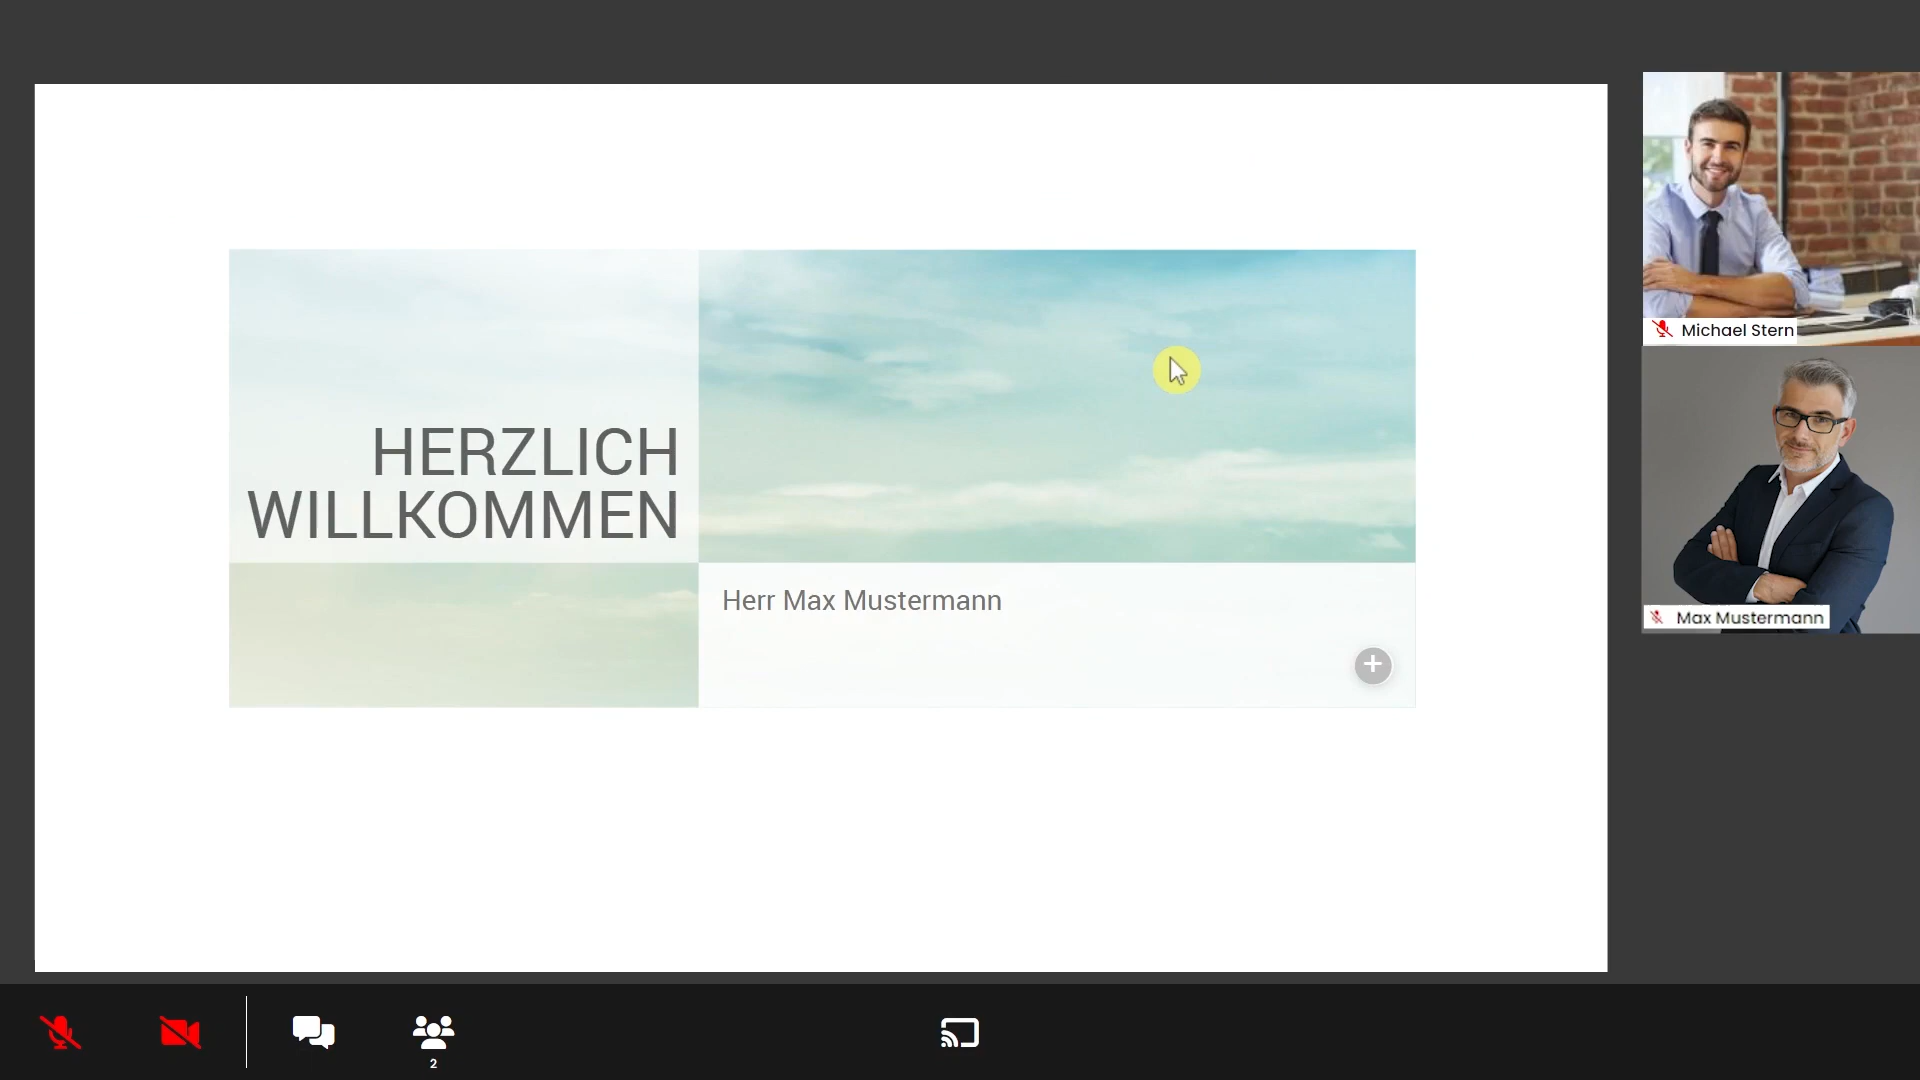 HERZLICH
WILLKOMMEN
Herr Max Mustermann
Michael Stern
Max Mustermann
2